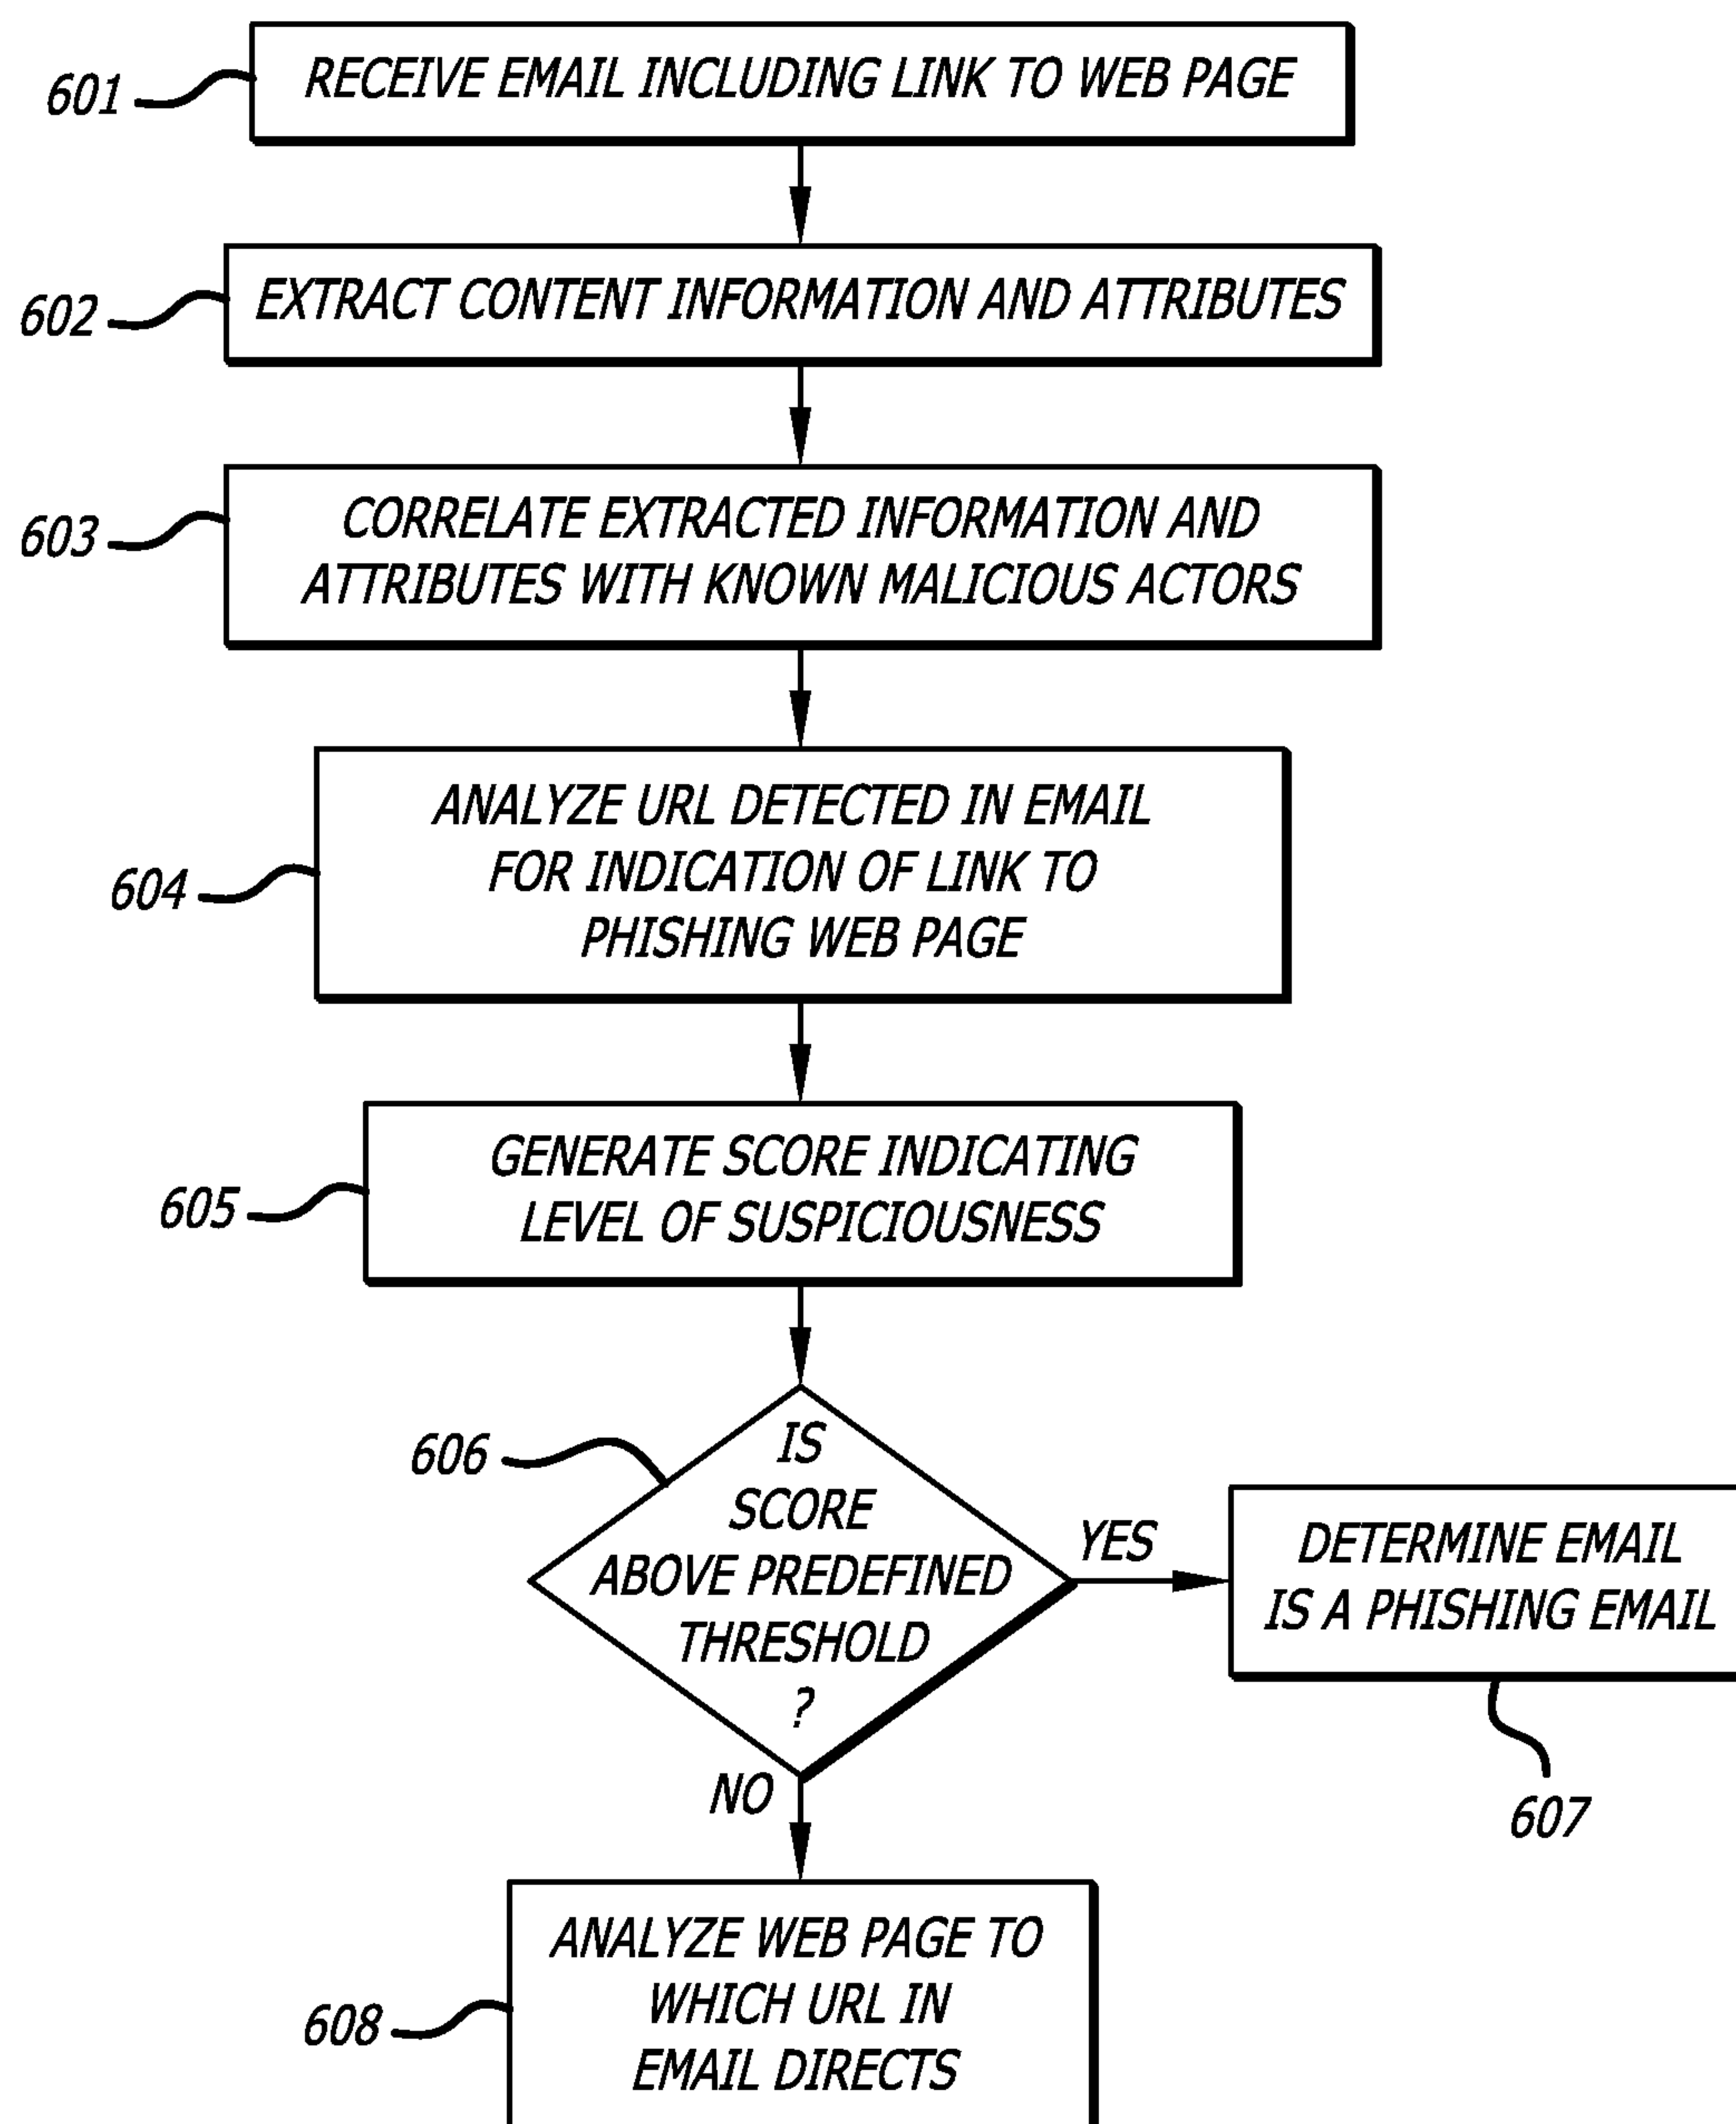 601
RECEIVE EMAIL INCLUDING LINK TO WEB PAGE
602
EXTRACT CONTENT INFORMATION AND ATTRIBUTES
603
CORRELATE EXTRACTED INFORMATION AND
ATTRIBUTES WITH KNOWN MALICIOUS ACTORS
604
ANALYZE URL DETECTED IN EMAIL
FOR INDICATION OF LINK TO
PHISHING WEB PAGE
605
GENERATE SCORE INDICATING
LEVEL OF SUSPICIOUSNESS
606
IS
SCORE
ABOVE PREDEFINED
THRESHOLD
?
YES
DETERMINE EMAIL
IS A PHISHING EMAIL
607
NO
608
ANALYZE WEB PAGE TO
WHICH URL IN
EMAIL DIRECTS